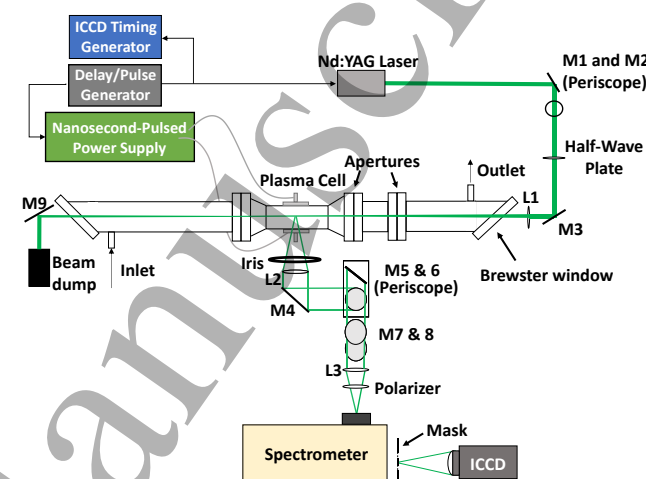 ICCD Timing
Generator
Nd:YAG Laser
M1 and M2
(Periscope)
Delay/Pulse
Generator
Nanosecond-Pulsed
Power Supply
Half-Wave
Plate
Apertures
Outlet
Plasma Cell
M9
L1
M3
Beam
dump
Inlet
Iris
L2
M4
M5 & 6
(Periscope)
Brewster window
M7 & 8
L3
Polarizer
Mask
Spectrometer
ICCD